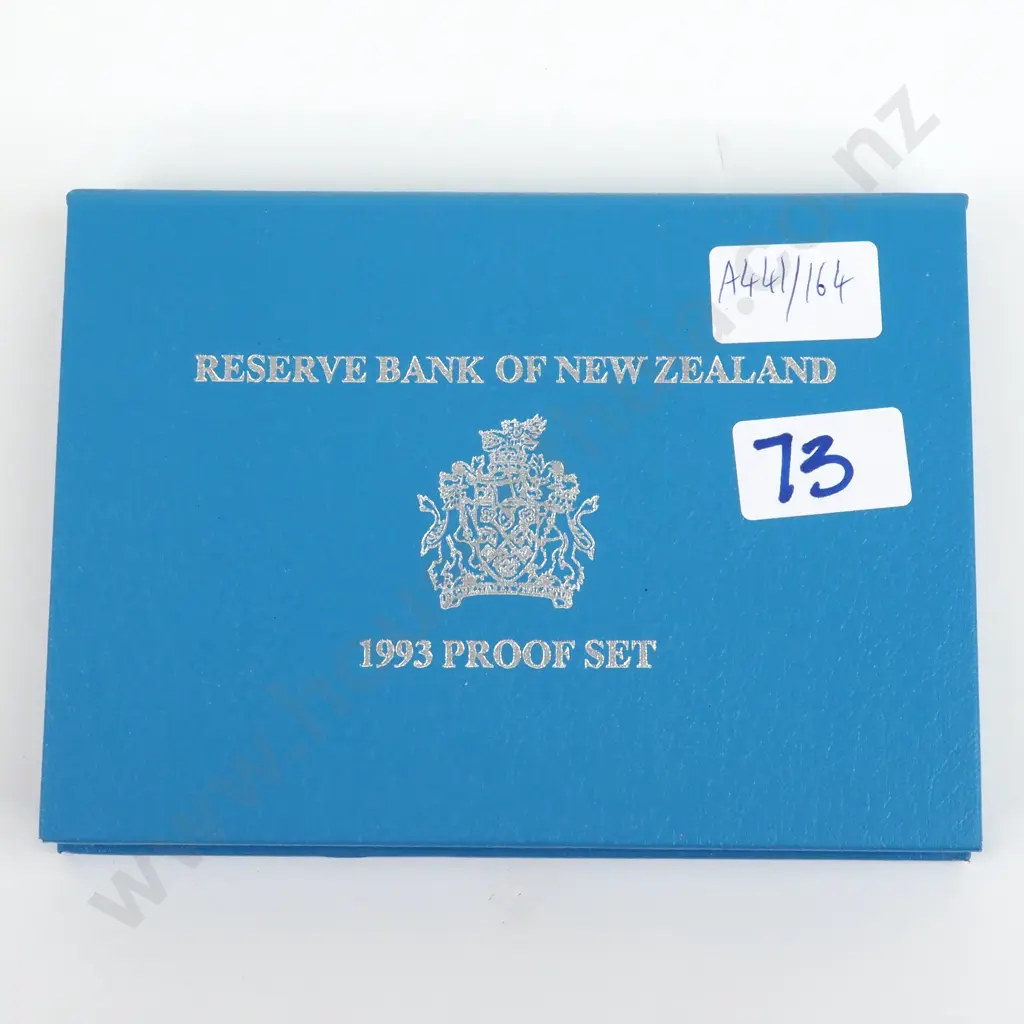 A441/164
RESERVE BANK OF NEW ZEALAND
73
1993 PROOF SET